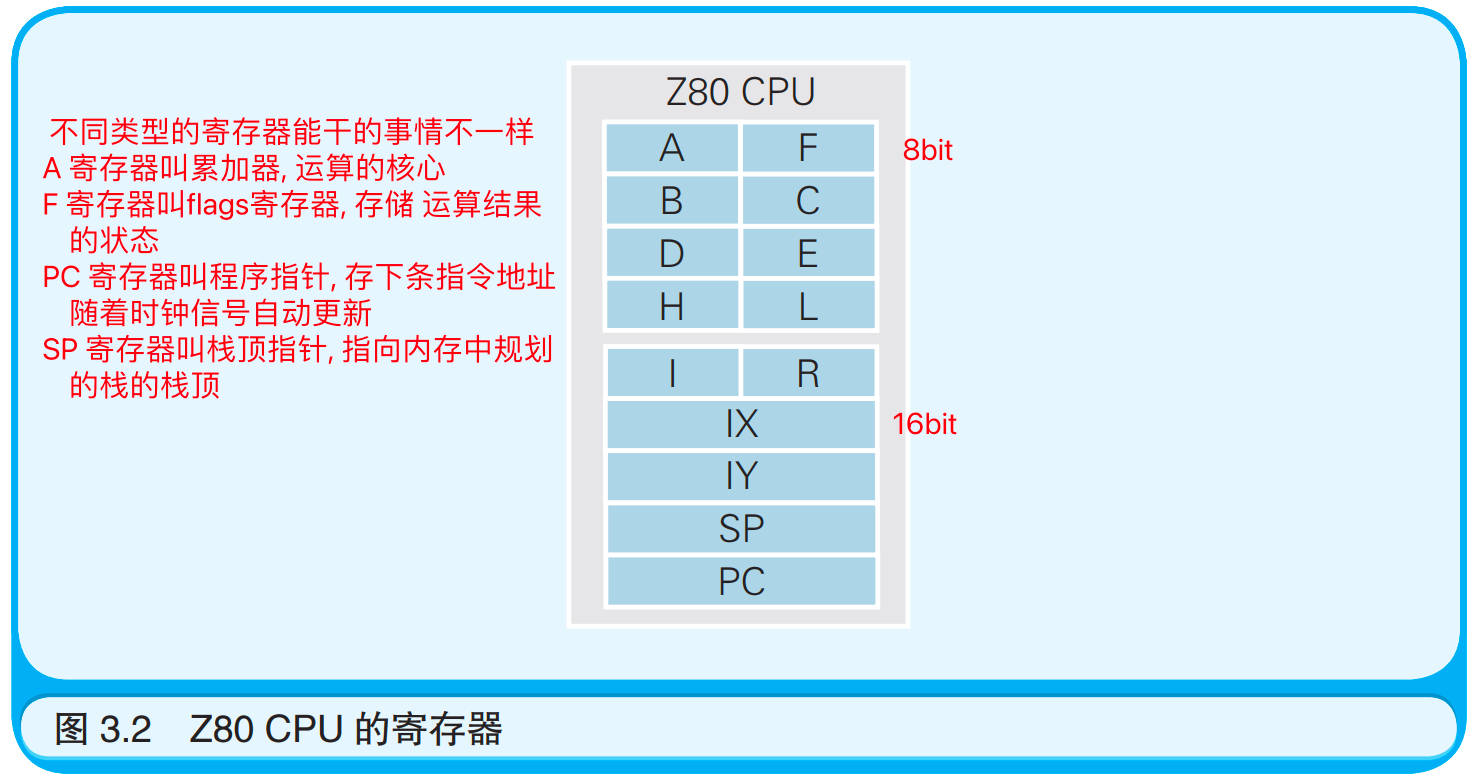 Z80 CPU
不同类型的寄存器能干的事情不一样
A 寄存器叫累加器, 运算的核心
F 寄存器叫flags寄存器, 存储 运算结果
的状态
PC 寄存器叫程序指针, 存下条指令地址
随着时钟信号自动更新
SP 寄存器叫栈顶指针, 指向内存中规划
的栈的栈顶
A F 8bit
B C
D E
H L
I R
IX 16bit
IY
SP
PC
图 3.2 Z80 CPU 的寄存器